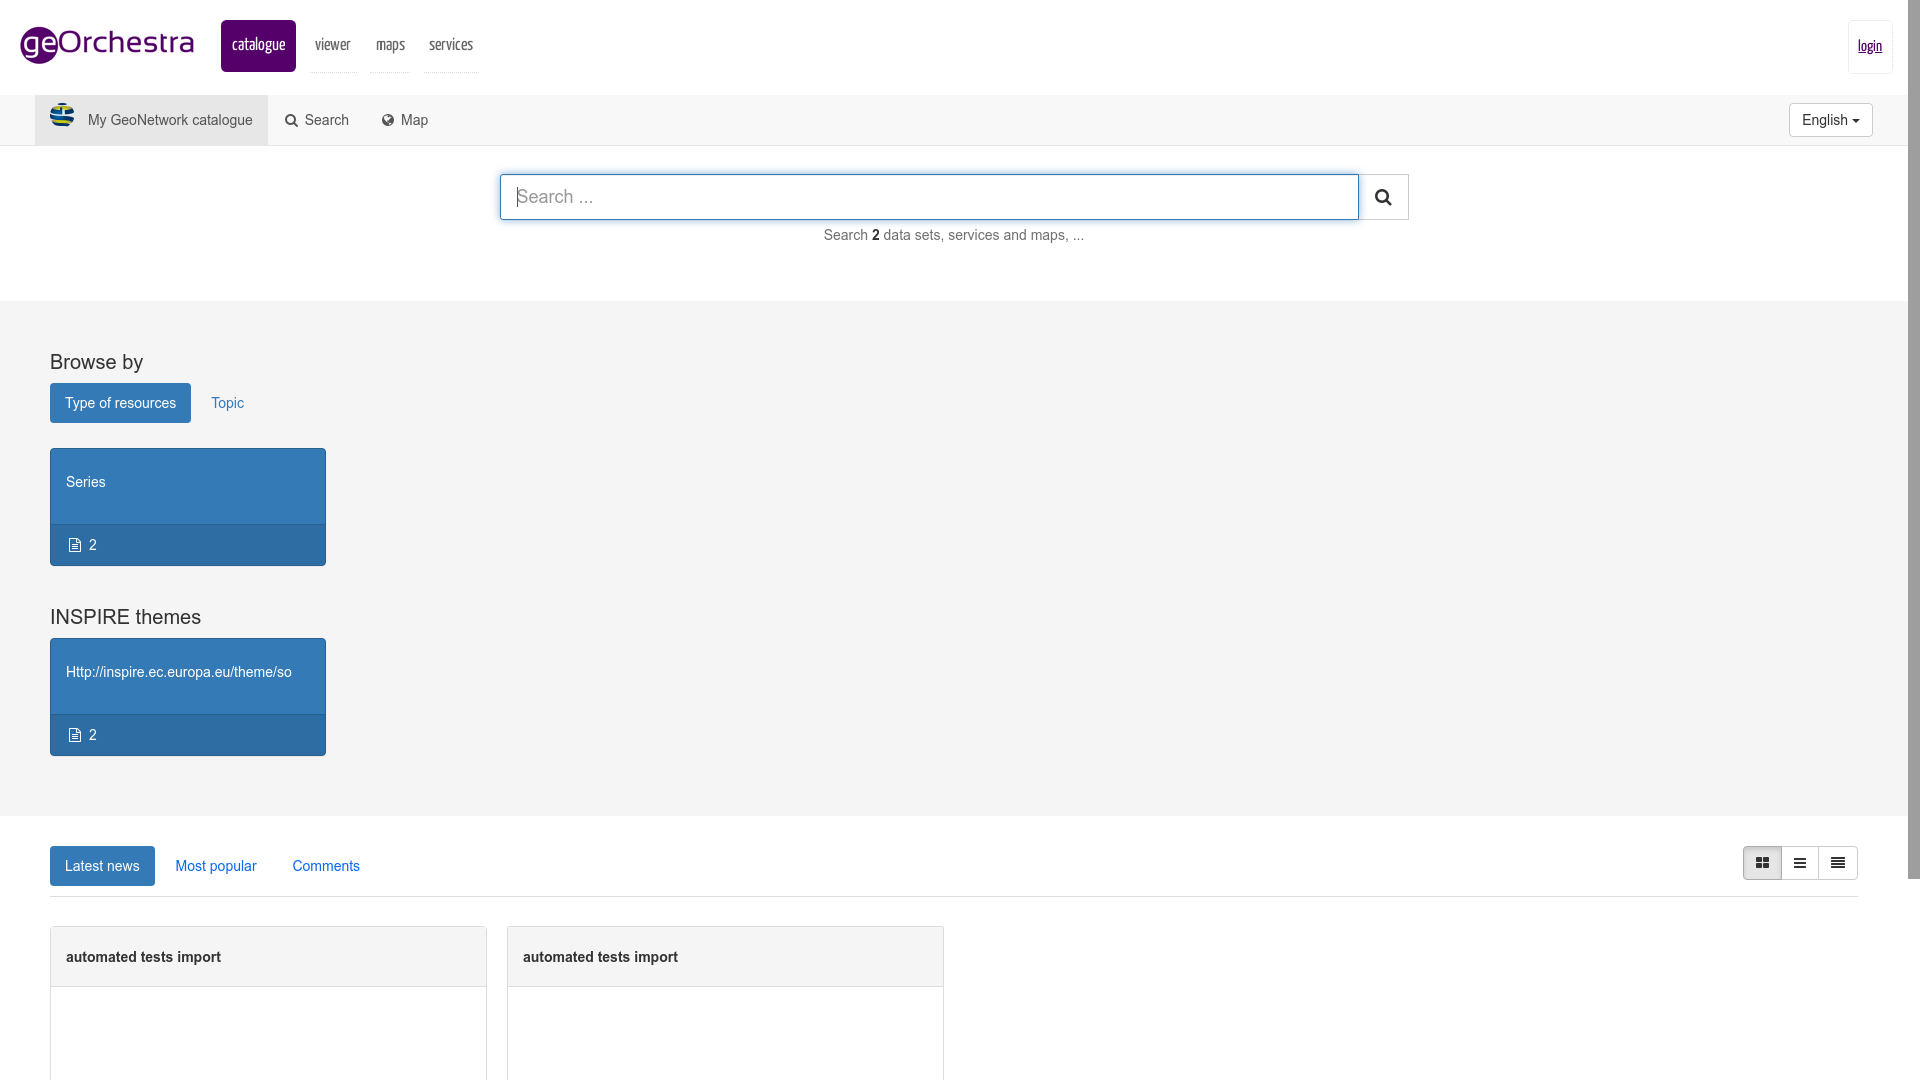 geOrchestra catalogue viewer maps services login
My GeoNetwork catalogue Search Map English
Search ...
Search 2 data sets, services and maps, ...
Browse by
Type of resources Topic
Series
2
INSPIRE themes
Http://inspire.ec.europa.eu/theme/so
2
Latest news Most popular Comments
automated tests import automated tests import